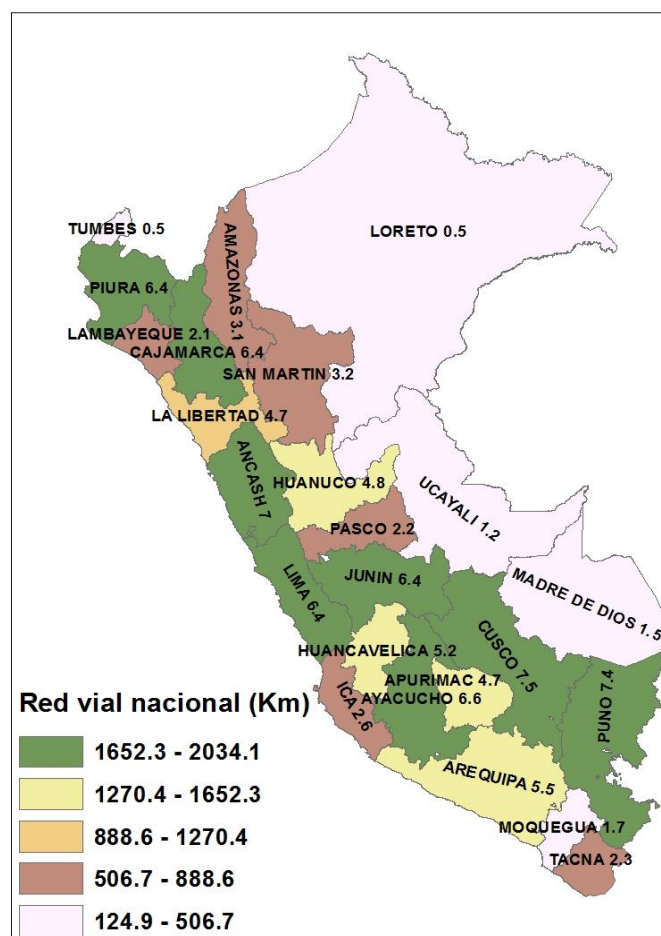 TUMBES 0.5
LORETO 0.5
AMAZONAS 3.1
PIURA 6.4
LAMBAYEQUE 2.1
CAJAMARCA 6.4
SAN MARTIN 3.2
LA LIBERTAD 4.7
ANCASH 7
HUANUCO 4.8
UCAYALI 1.2
PASCO 2.2
LIMA 6.4
JUNIN 6.4
MADRE DE DIOS 1.5
HUANCAVELICA 5.2
CUSCO 7.5
APURIMAC 4.7
AYACUCHO 6.6
ICA 2.6
PUNO 7.4
AREQUIPA 5.5
MOQUEGUA 1.7
TACNA 2.3
Red vial nacional (Km)
1652.3 - 2034.1
1270.4 - 1652.3
888.6 - 1270.4
506.7 - 888.6
124.9 - 506.7